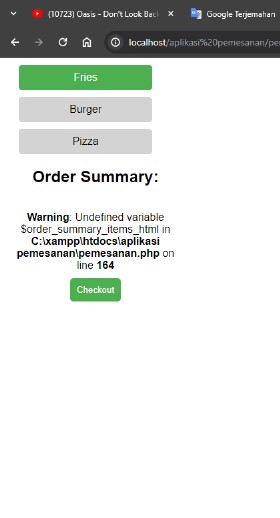 (10723) Oasis - Don't Look Bac
Google Terjemahan
localhost/aplikasi%20pemesanan/pe
Fries
Burger
Pizza
Order Summary:
Warning: Undefined variable
$order_summary_items_html in
C:\xampp\htdocs\aplikasi
pemesanan\pemesanan.php on
line 164
Checkout